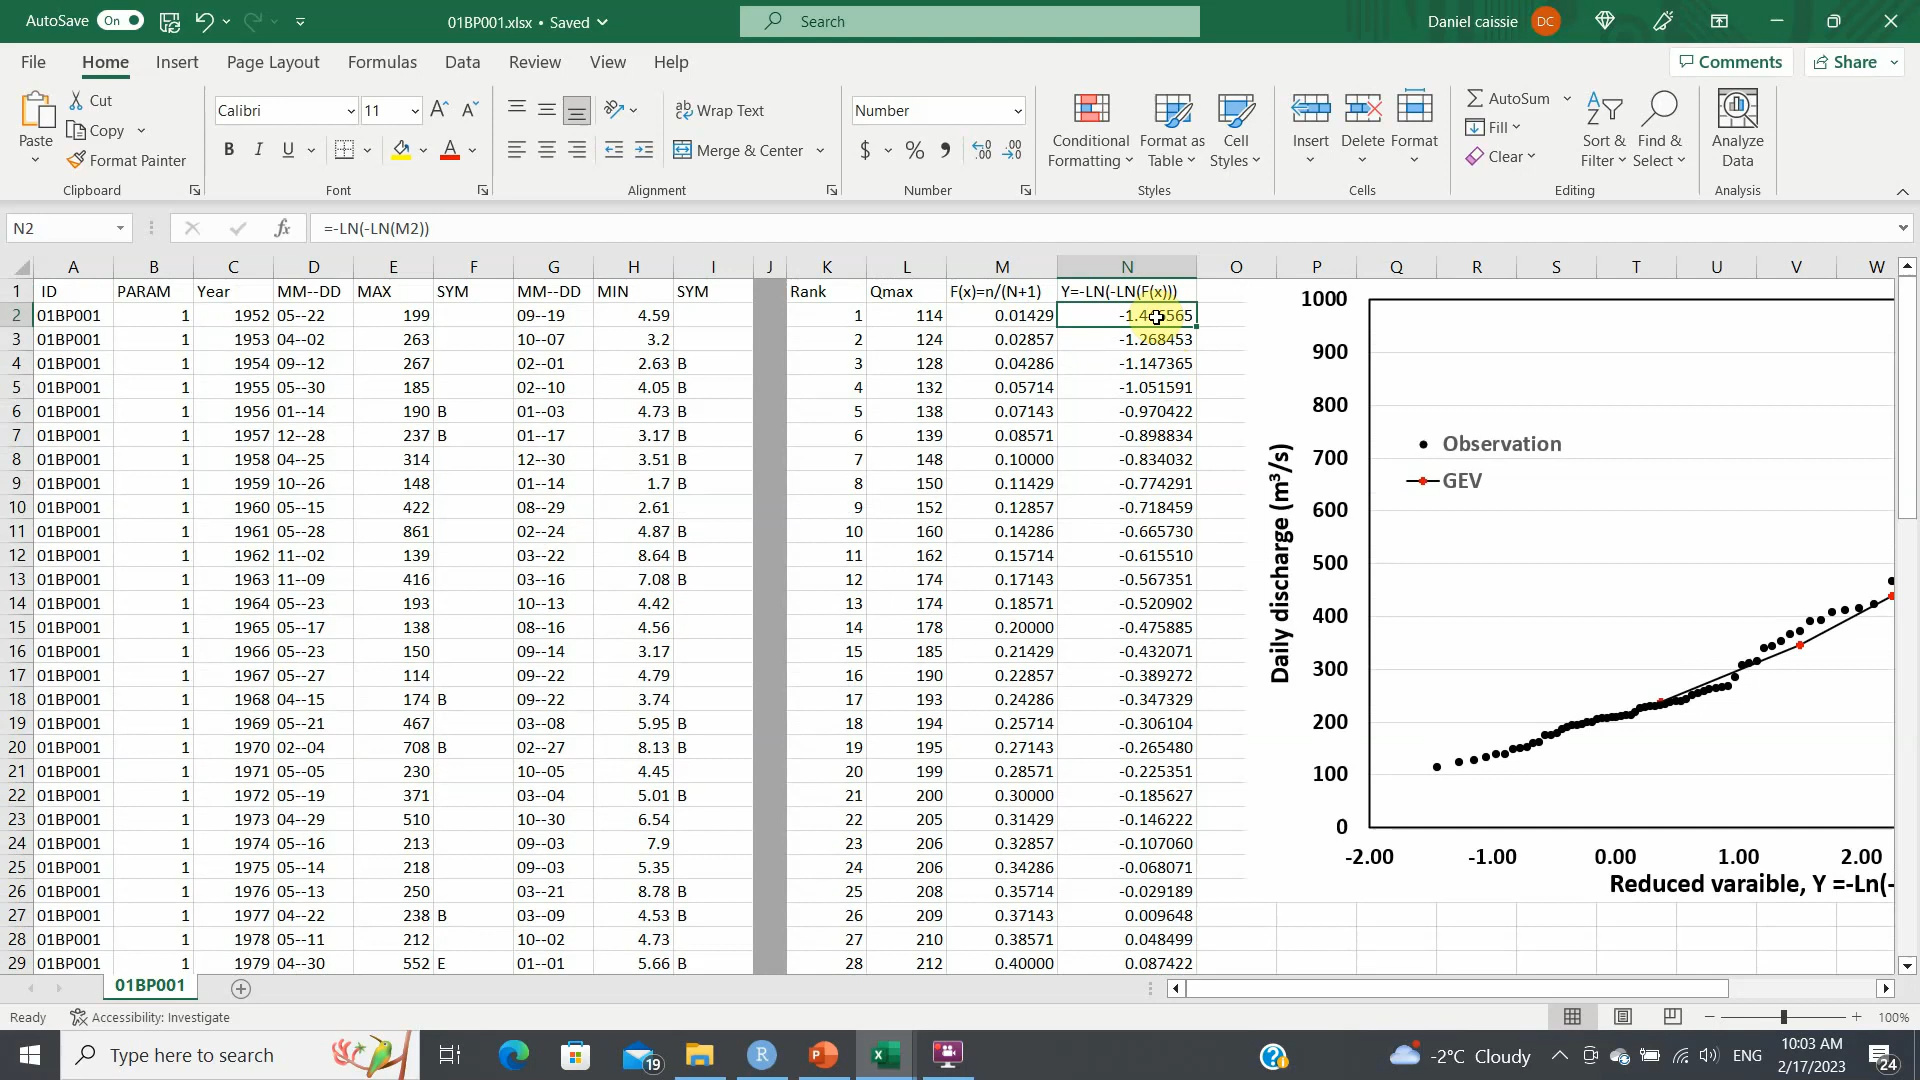 AutoSave On 01BP001.xlsx • Saved Search Daniel caissie DC
File Home Insert Page Layout Formulas Data Review View Help Comments Share
Paste Cut Copy Format Painter Clipboard
Calibri 11 B I U Font
Wrap Text Merge & Center Alignment
Number $ % Number
Conditional Formatting Format as Table Cell Styles Styles
Insert Delete Format Cells
AutoSum Fill Clear Sort & Filter Find & Select Editing
Analyze Data Analysis
N2 fx =-LN(-LN(M2))
A B C D E F G H I J K L M N O P Q R S T U V W
1 ID PARAM Year MM--DD MAX SYM MM--DD MIN SYM Rank Qmax F(x)=n/(N+1) Y=-LN(-LN(F(x)))
2 01BP001 1 1952 05--22 199 09--19 4.59 1 114 0.01429
3 01BP001 1 1953 04--02 263 10--07 3.2 2 124 0.02857 -1.268453
4 01BP001 1 1954 09--12 267 02--01 2.63 B 3 128 0.04286 -1.147365
5 01BP001 1 1955 05--30 185 02--10 4.05 B 4 132 0.05714 -1.051591
6 01BP001 1 1956 01--14 190 B 01--03 4.73 B 5 138 0.07143 -0.970422
7 01BP001 1 1957 12--28 237 B 01--17 3.17 B 6 139 0.08571 -0.898834
8 01BP001 1 1958 04--25 314 12--30 3.51 B 7 148 0.10000 -0.834032
9 01BP001 1 1959 10--26 148 01--14 1.7 B 8 150 0.11429 -0.774291
10 01BP001 1 1960 05--15 422 08--29 2.61 9 152 0.12857 -0.718459
11 01BP001 1 1961 05--28 861 02--24 4.87 B 10 160 0.14286 -0.665730
12 01BP001 1 1962 11--02 139 03--22 8.64 B 11 162 0.15714 -0.615510
13 01BP001 1 1963 11--09 416 03--16 7.08 B 12 174 0.17143 -0.567351
14 01BP001 1 1964 05--23 193 10--13 4.42 13 174 0.18571 -0.520902
15 01BP001 1 1965 05--17 138 08--16 4.56 14 178 0.20000 -0.475885
16 01BP001 1 1966 05--23 150 09--14 3.17 15 185 0.21429 -0.432071
17 01BP001 1 1967 05--27 114 09--22 4.79 16 190 0.22857 -0.389272
18 01BP001 1 1968 04--15 174 B 09--22 3.74 17 193 0.24286 -0.347329
19 01BP001 1 1969 05--21 467 03--08 5.95 B 18 194 0.25714 -0.306104
20 01BP001 1 1970 02--04 708 B 02--27 8.13 B 19 195 0.27143 -0.265480
21 01BP001 1 1971 05--05 230 10--05 4.45 20 199 0.28571 -0.225351
22 01BP001 1 1972 05--19 371 03--04 5.01 B 21 200 0.30000 -0.185627
23 01BP001 1 1973 04--29 510 10--30 6.54 22 205 0.31429 -0.146222
24 01BP001 1 1974 05--16 213 09--03 7.9 23 206 0.32857 -0.107060
25 01BP001 1 1975 05--14 218 09--03 5.35 24 206 0.34286 -0.068071
26 01BP001 1 1976 05--13 250 03--21 8.78 B 25 208 0.35714 -0.029189
27 01BP001 1 1977 04--22 238 B 03--09 4.53 B 26 209 0.37143 0.009648
28 01BP001 1 1978 05--11 212 10--02 4.73 27 210 0.38571 0.048499
29 01BP001 1 1979 04--30 552 E 01--01 5.66 B 28 212 0.40000 0.087422
Daily discharge (m³/s)
1000
900
800
700
600
500
400
300
200
100
0
Observation
GEV
-2.00 -1.00 0.00 1.00 2.00
Reduced varaible, Y =-Ln(-
01BP001
Ready Accessibility: Investigate 100%
Type here to search 19 R -2°C Cloudy ENG 10:03 AM
2/17/2023 24